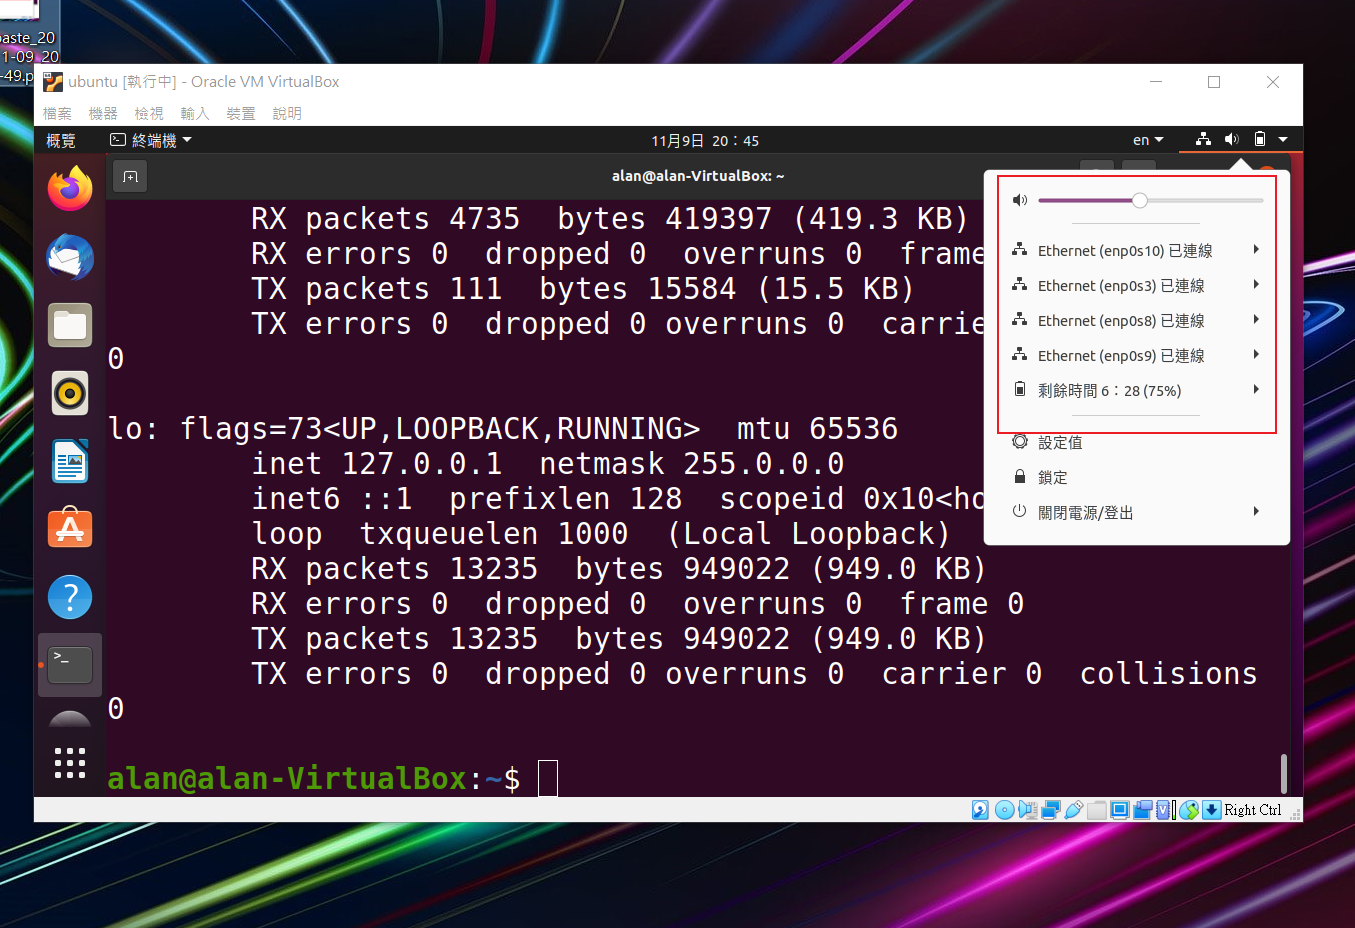 aste_20
1-09_20
-49.p
ubuntu [執行中] - Oracle VM VirtualBox
檔案 機器 檢視 輸入 裝置 說明
概覽 終端機 11月9日 20：45 en
alan@alan-VirtualBox: ~
RX packets 4735 bytes 419397 (419.3 KB)
RX errors 0 dropped 0 overruns 0 frame
TX packets 111 bytes 15584 (15.5 KB)
TX errors 0 dropped 0 overruns 0 carrie
0
lo: flags=73<UP,LOOPBACK,RUNNING> mtu 65536
inet 127.0.0.1 netmask 255.0.0.0
inet6 ::1 prefixlen 128 scopeid 0x10<ho
loop txqueuelen 1000 (Local Loopback)
RX packets 13235 bytes 949022 (949.0 KB)
RX errors 0 dropped 0 overruns 0 frame 0
TX packets 13235 bytes 949022 (949.0 KB)
TX errors 0 dropped 0 overruns 0 carrier 0 collisions
0
alan@alan-VirtualBox:~$
Ethernet (enp0s10) 已連線
Ethernet (enp0s3) 已連線
Ethernet (enp0s8) 已連線
Ethernet (enp0s9) 已連線
剩餘時間 6：28 (75%)
設定值
鎖定
關閉電源/登出
Right Ctrl